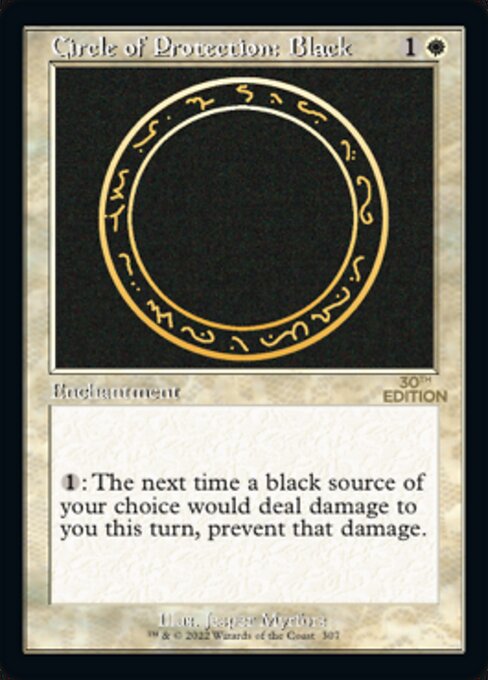 Circle of Protection: Black 1
Enchantment
30TH
EDITION
1: The next time a black source of
your choice would deal damage to
you this turn, prevent that damage.
Illus. Jesper Myrfors
™ & © 2022 Wizards of the Coast 307